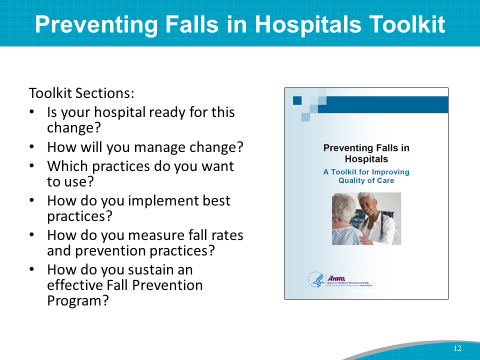 Preventing Falls in Hospitals Toolkit
Toolkit Sections:
• Is your hospital ready for this
change?
• How will you manage change?
• Which practices do you want
to use?
• How do you implement best
practices?
• How do you measure fall rates
and prevention practices?
• How do you sustain an
effective Fall Prevention
Program?
Preventing Falls in
Hospitals
A Toolkit for Improving
Quality of Care
AHRQ
12